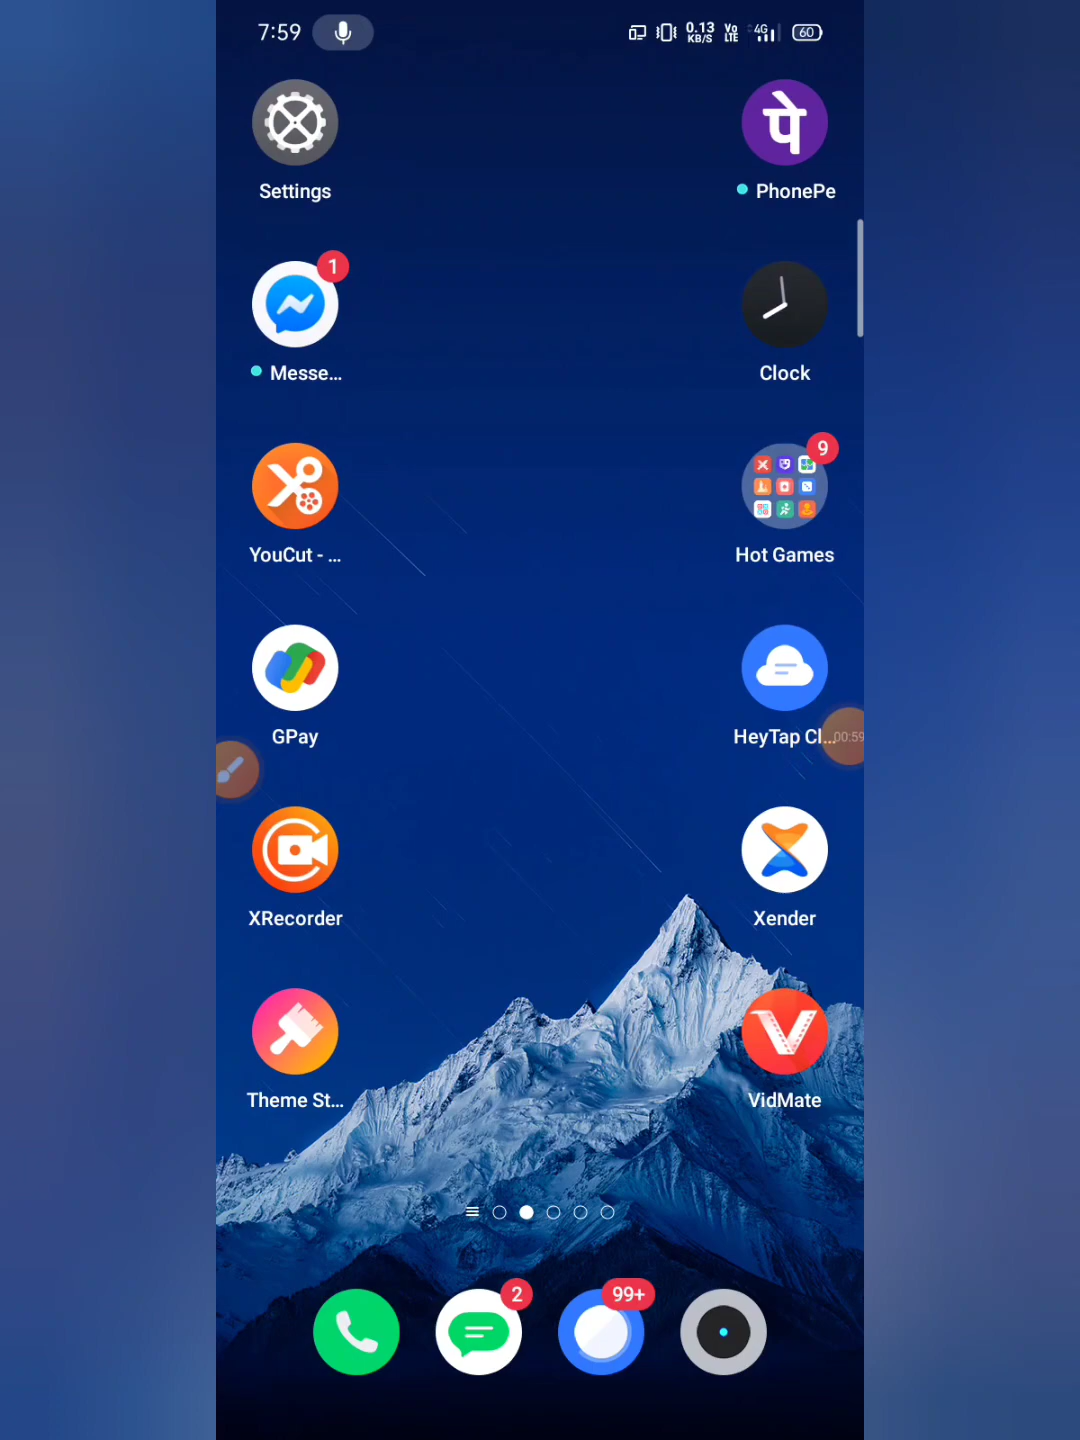 7:59 0.13 KB/S Vo LTE 4G 60
Settings
पे
PhonePe
1
Messe...
Clock
9
YouCut - ...
Hot Games
GPay
HeyTap Cl...
00:59
XRecorder
Xender
Theme St...
VidMate
2
99+